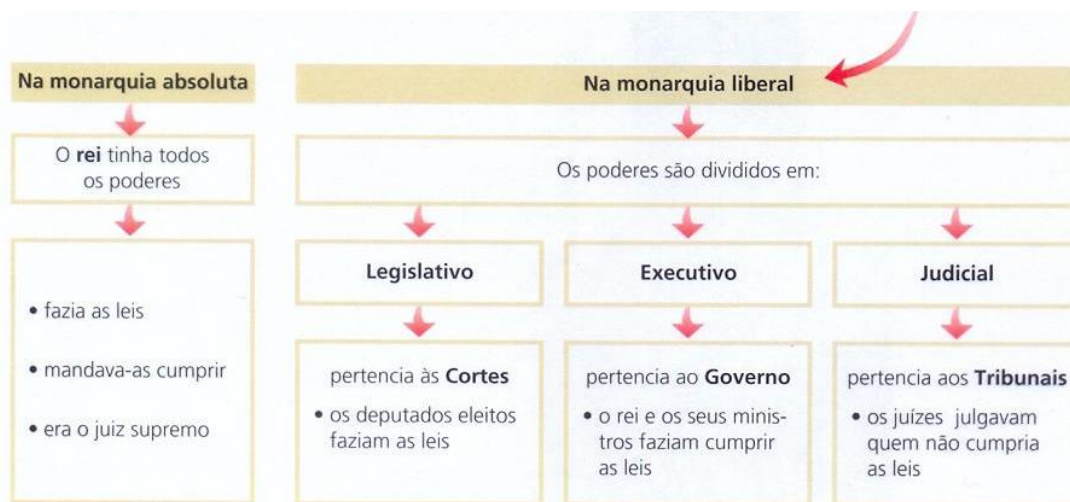 Na monarquia absoluta
O rei tinha todos
os poderes
• fazia as leis
• mandava-as cumprir
• era o juiz supremo
Na monarquia liberal
Os poderes são divididos em:
Legislativo
pertencia às Cortes
• os deputados eleitos
faziam as leis
Executivo
pertencia ao Governo
• o rei e os seus minis-
tros faziam cumprir
as leis
Judicial
pertencia aos Tribunais
• os juízes julgavam
quem não cumpria
as leis